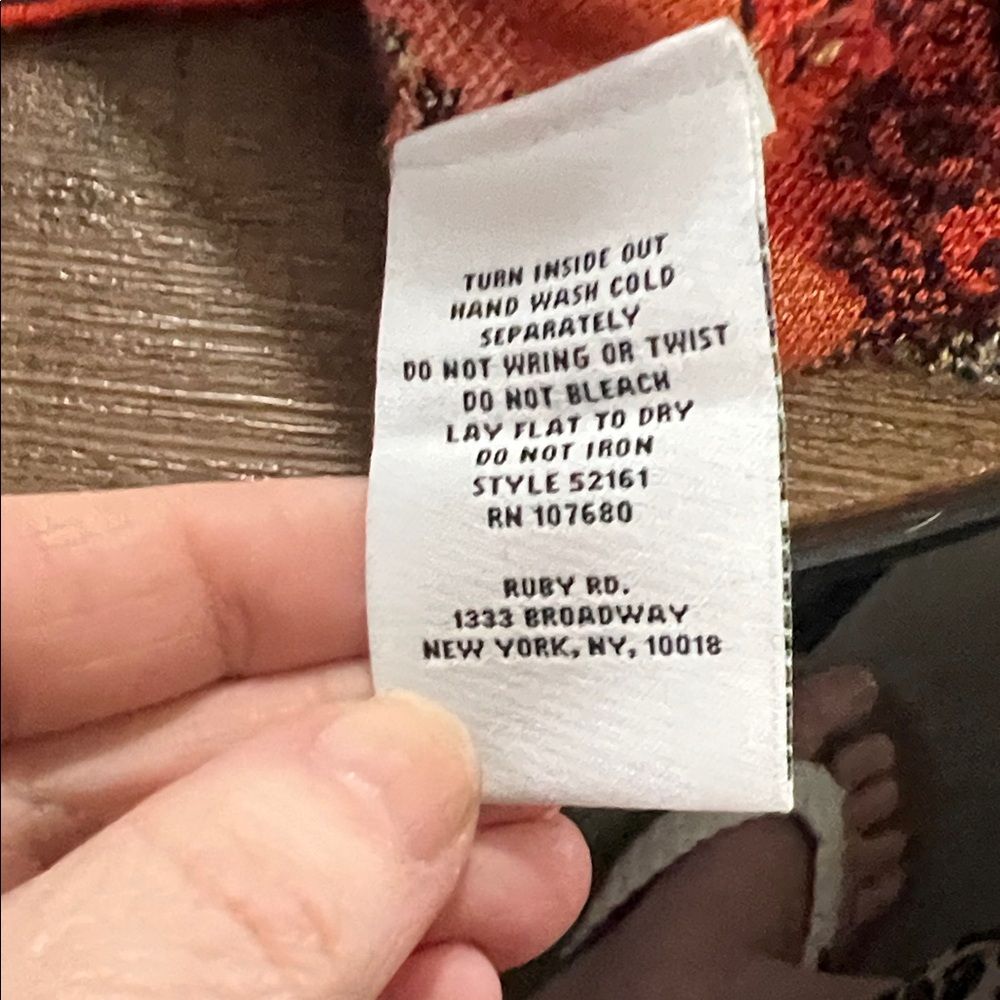 TURN INSIDE OUT
HAND WASH COLD
SEPARATELY
DO NOT WRING OR TWIST
DO NOT BLEACH
LAY FLAT TO DRY
DO NOT IRON
STYLE 52161
RN 107680
RUBY RD.
1333 BROADWAY
NEW YORK, NY, 10018